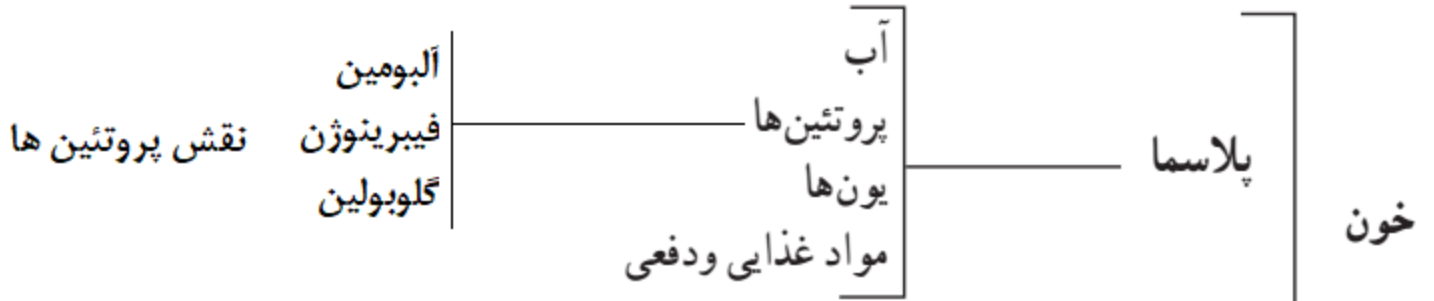 خون
پلاسما
آب
پروتئین‌ها
یون‌ها
مواد غذایی ودفعی
آلبومین
فیبرینوژن
گلوبولین
نقش پروتئین ها